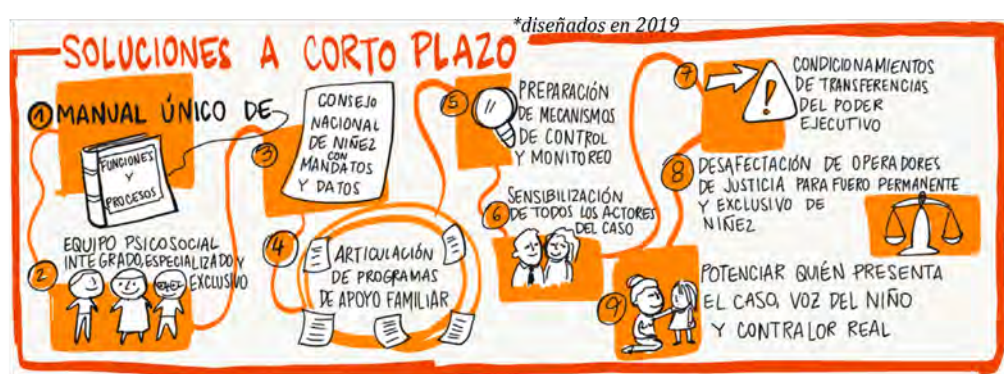 *diseñados en 2019
SOLUCIONES A CORTO PLAZO
1 MANUAL ÚNICO DE
FUNCIONES
Y
PROCESOS
2 EQUIPO PSICOSOCIAL
INTEGRADO, ESPECIALIZADO Y
EXCLUSIVO
3 CONSEJO
NACIONAL
DE NIÑEZ
CON
MANDATOS
Y DATOS
4 ARTICULACIÓN
DE PROGRAMAS
DE APOYO FAMILIAR
5 PREPARACIÓN
DE MECANISMOS
DE CONTROL
Y MONITOREO
6 SENSIBILIZACIÓN
DE TODOS LOS ACTORES
DEL CASO
7 CONDICIONAMIENTOS
DE TRANSFERENCIAS
DEL PODER
EJECUTIVO
8 DESAFECTACIÓN DE OPERADORES
DE JUSTICIA PARA FUERO PERMANENTE
Y EXCLUSIVO DE
NIÑEZ
9 POTENCIAR QUIÉN PRESENTA
EL CASO, VOZ DEL NIÑO
Y CONTRALOR REAL